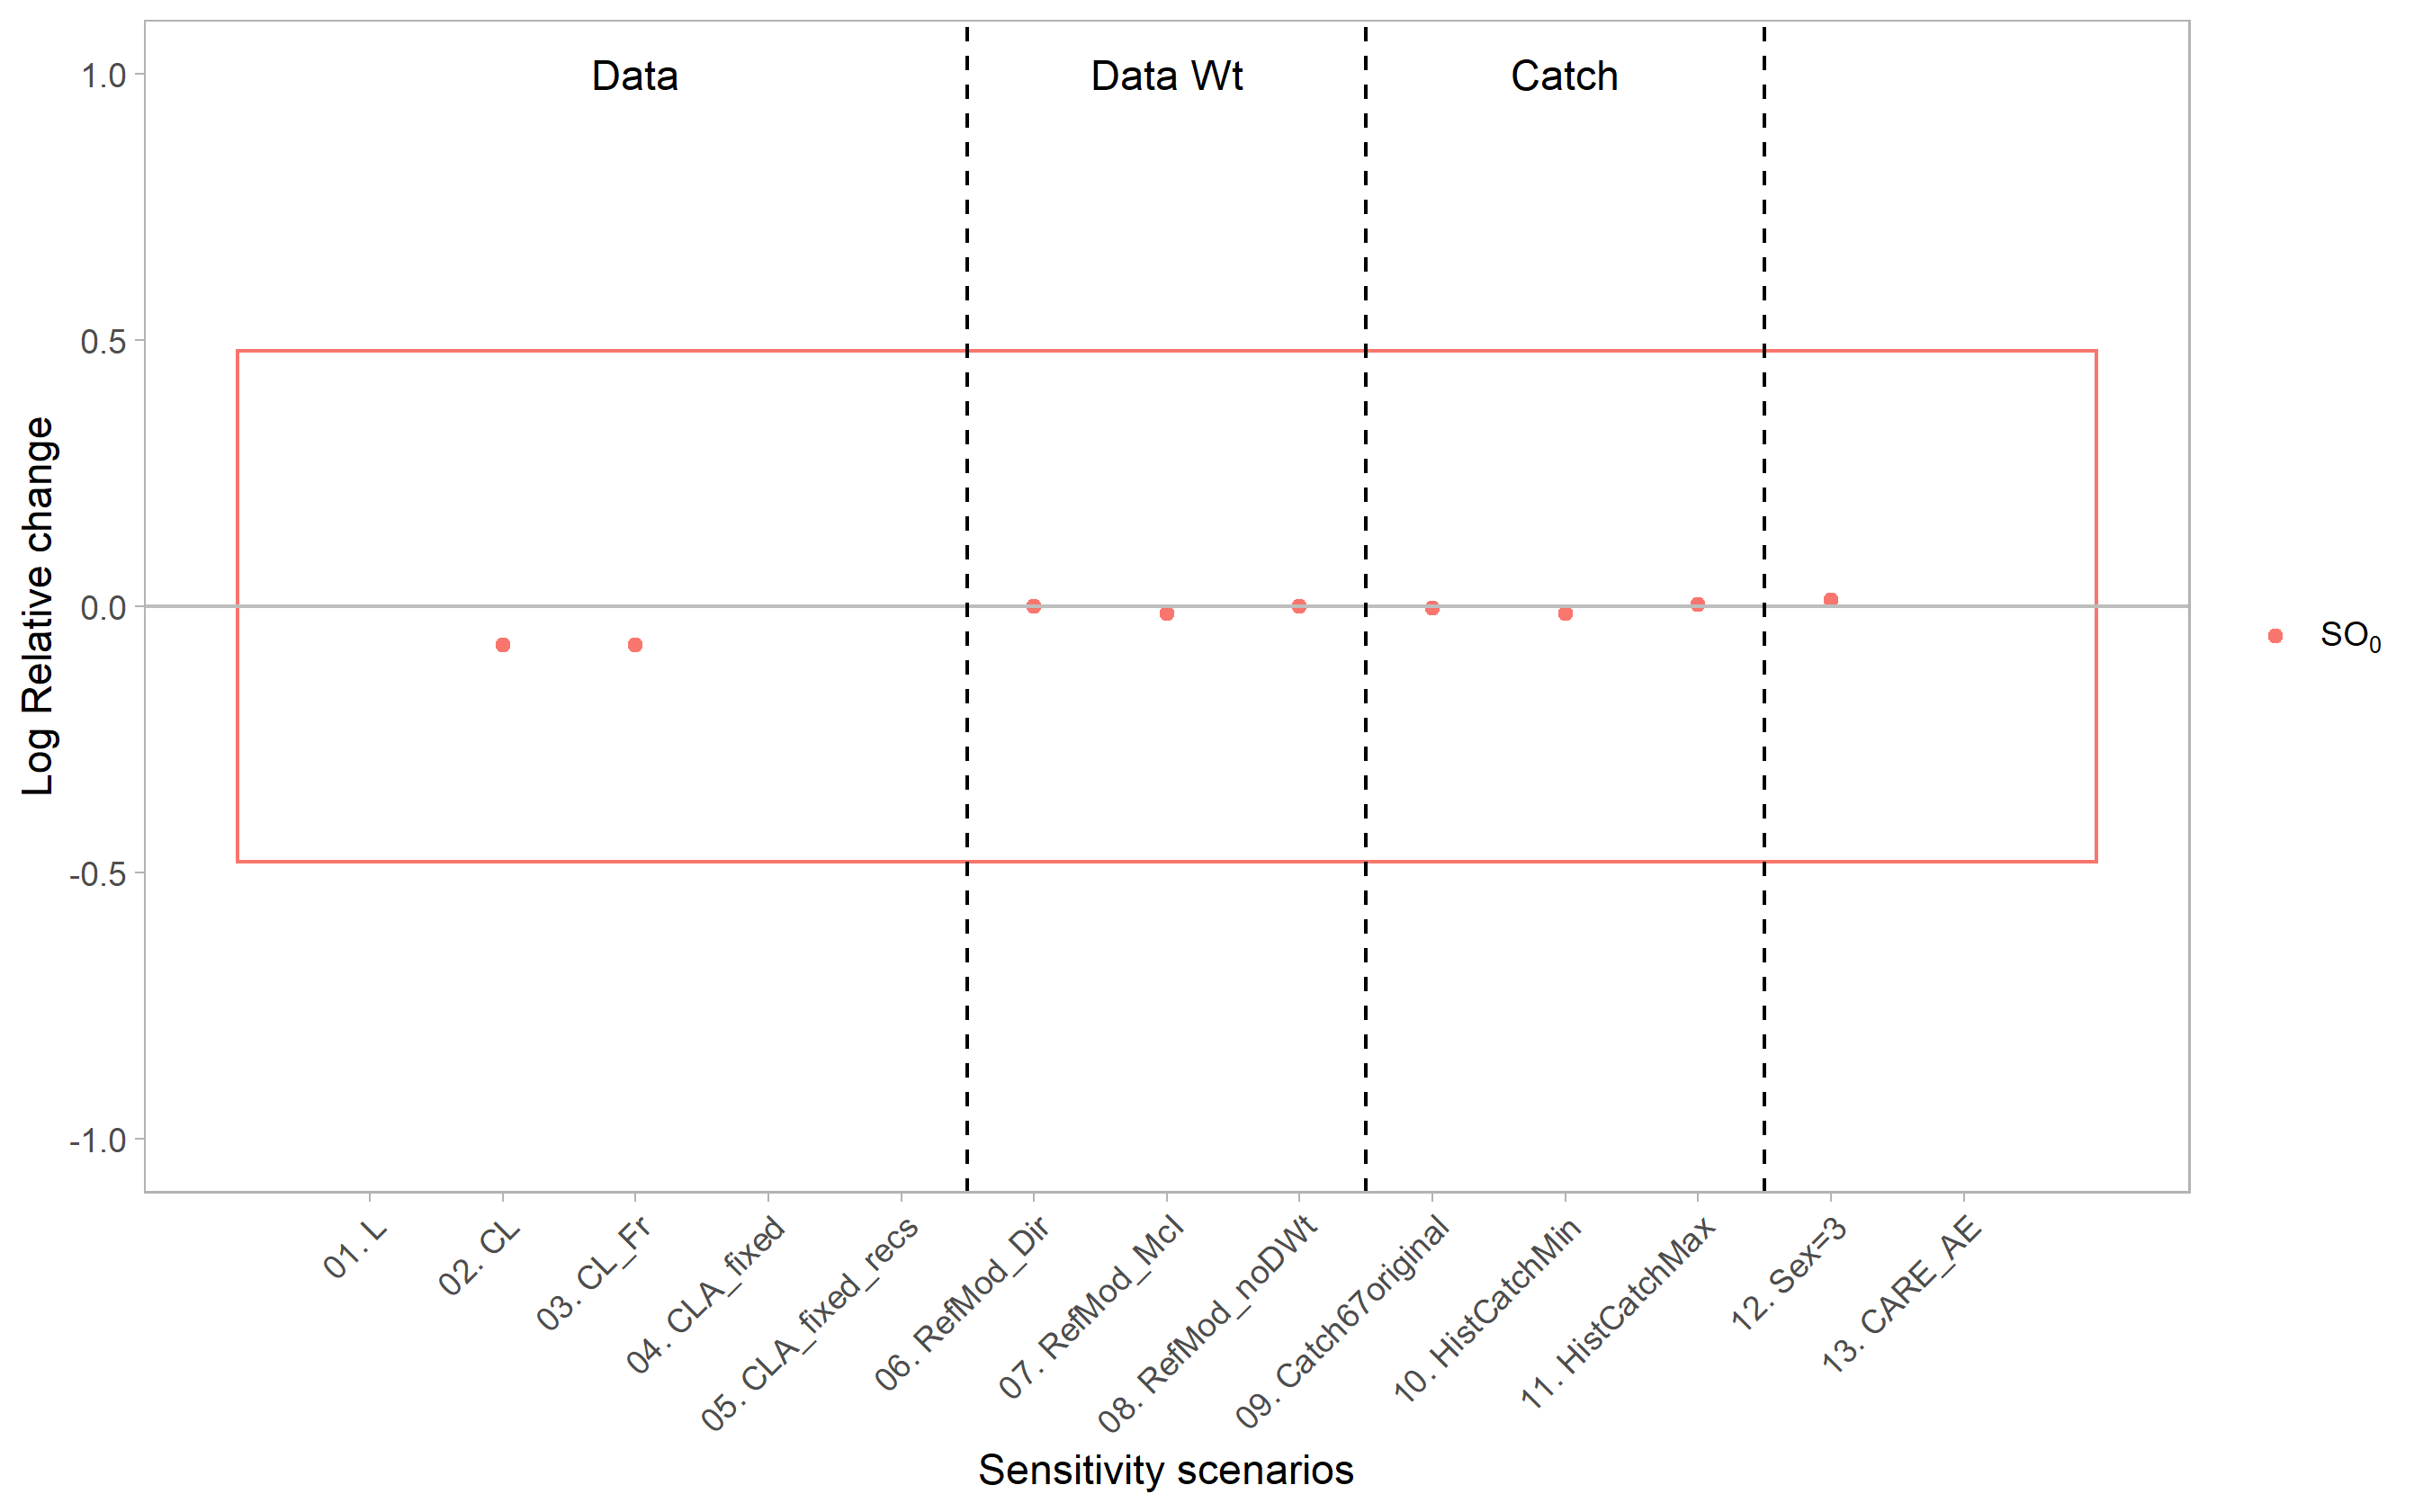 Data
Data Wt
Catch
1.0
0.5
0.0
-0.5
-1.0
Log Relative change
SO₀
01. L
02. CL
03. CL_Fr
04. CLA_fixed
05. CLA_fixed_recs
06. RefMod_Dir
07. RefMod_McI
08. RefMod_noDWt
09. Catch67original
10. HistCatchMin
11. HistCatchMax
12. Sex=3
13. CARE_AE
Sensitivity scenarios